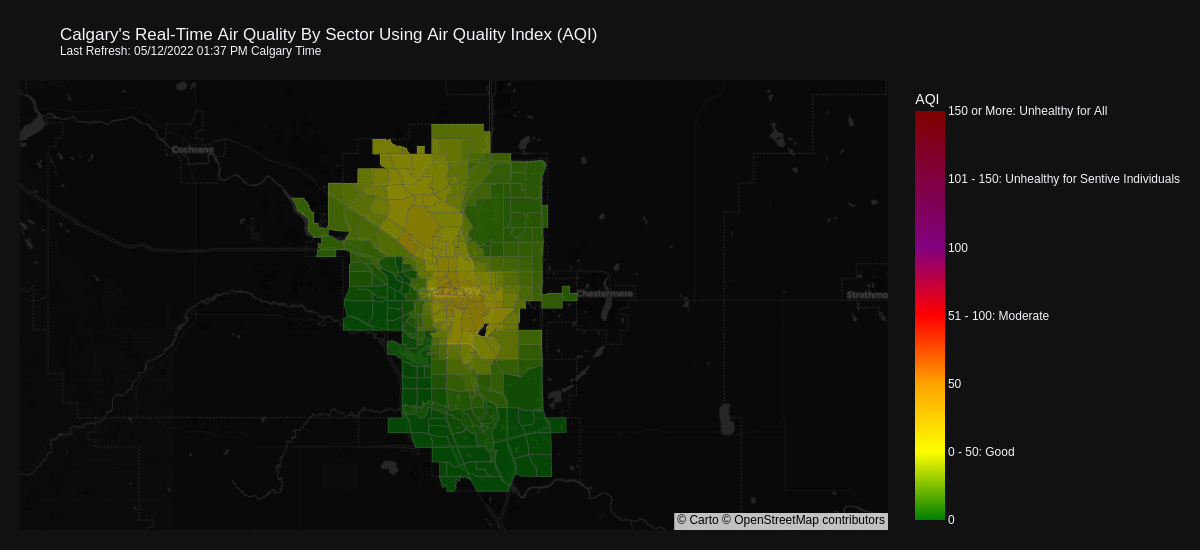 Calgary's Real-Time Air Quality By Sector Using Air Quality Index (AQI)
Last Refresh: 05/12/2022 01:37 PM Calgary Time
AQI
150 or More: Unhealthy for All
101 - 150: Unhealthy for Sentive Individuals
100
51 - 100: Moderate
50
0 - 50: Good
0
Cochrane
Chestermere
Strathmo
© Carto © OpenStreetMap contributors